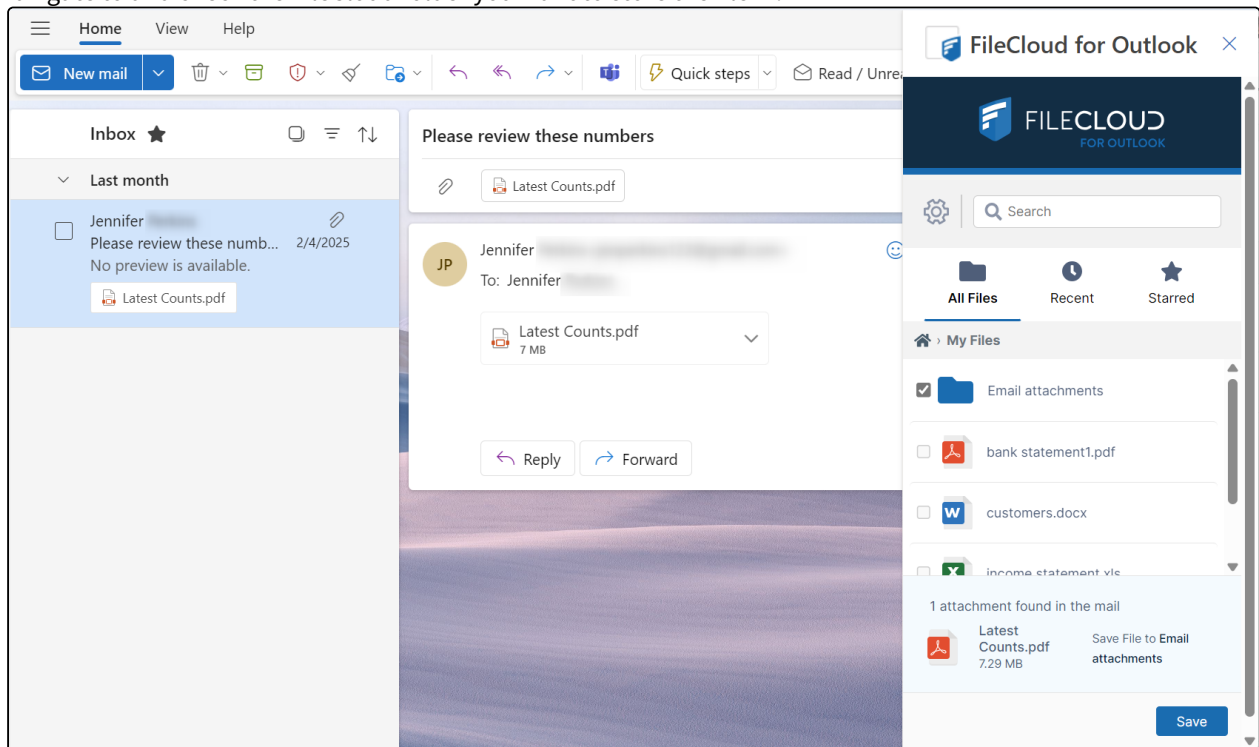 Home View Help
FileCloud for Outlook
New mail
Quick steps
Read / Unrea
FILECLOUD
FOR OUTLOOK
Inbox
Please review these numbers
Last month
Latest Counts.pdf
Search
Jennifer
Please review these numb... 2/4/2025
No preview is available.
Latest Counts.pdf
JP
Jennifer
To: Jennifer
All Files Recent Starred
Latest Counts.pdf
7 MB
My Files
Email attachments
bank statement1.pdf
Reply Forward
customers.docx
income statement.xls
1 attachment found in the mail
Latest
Counts.pdf
7.29 MB
Save File to Email
attachments
Save